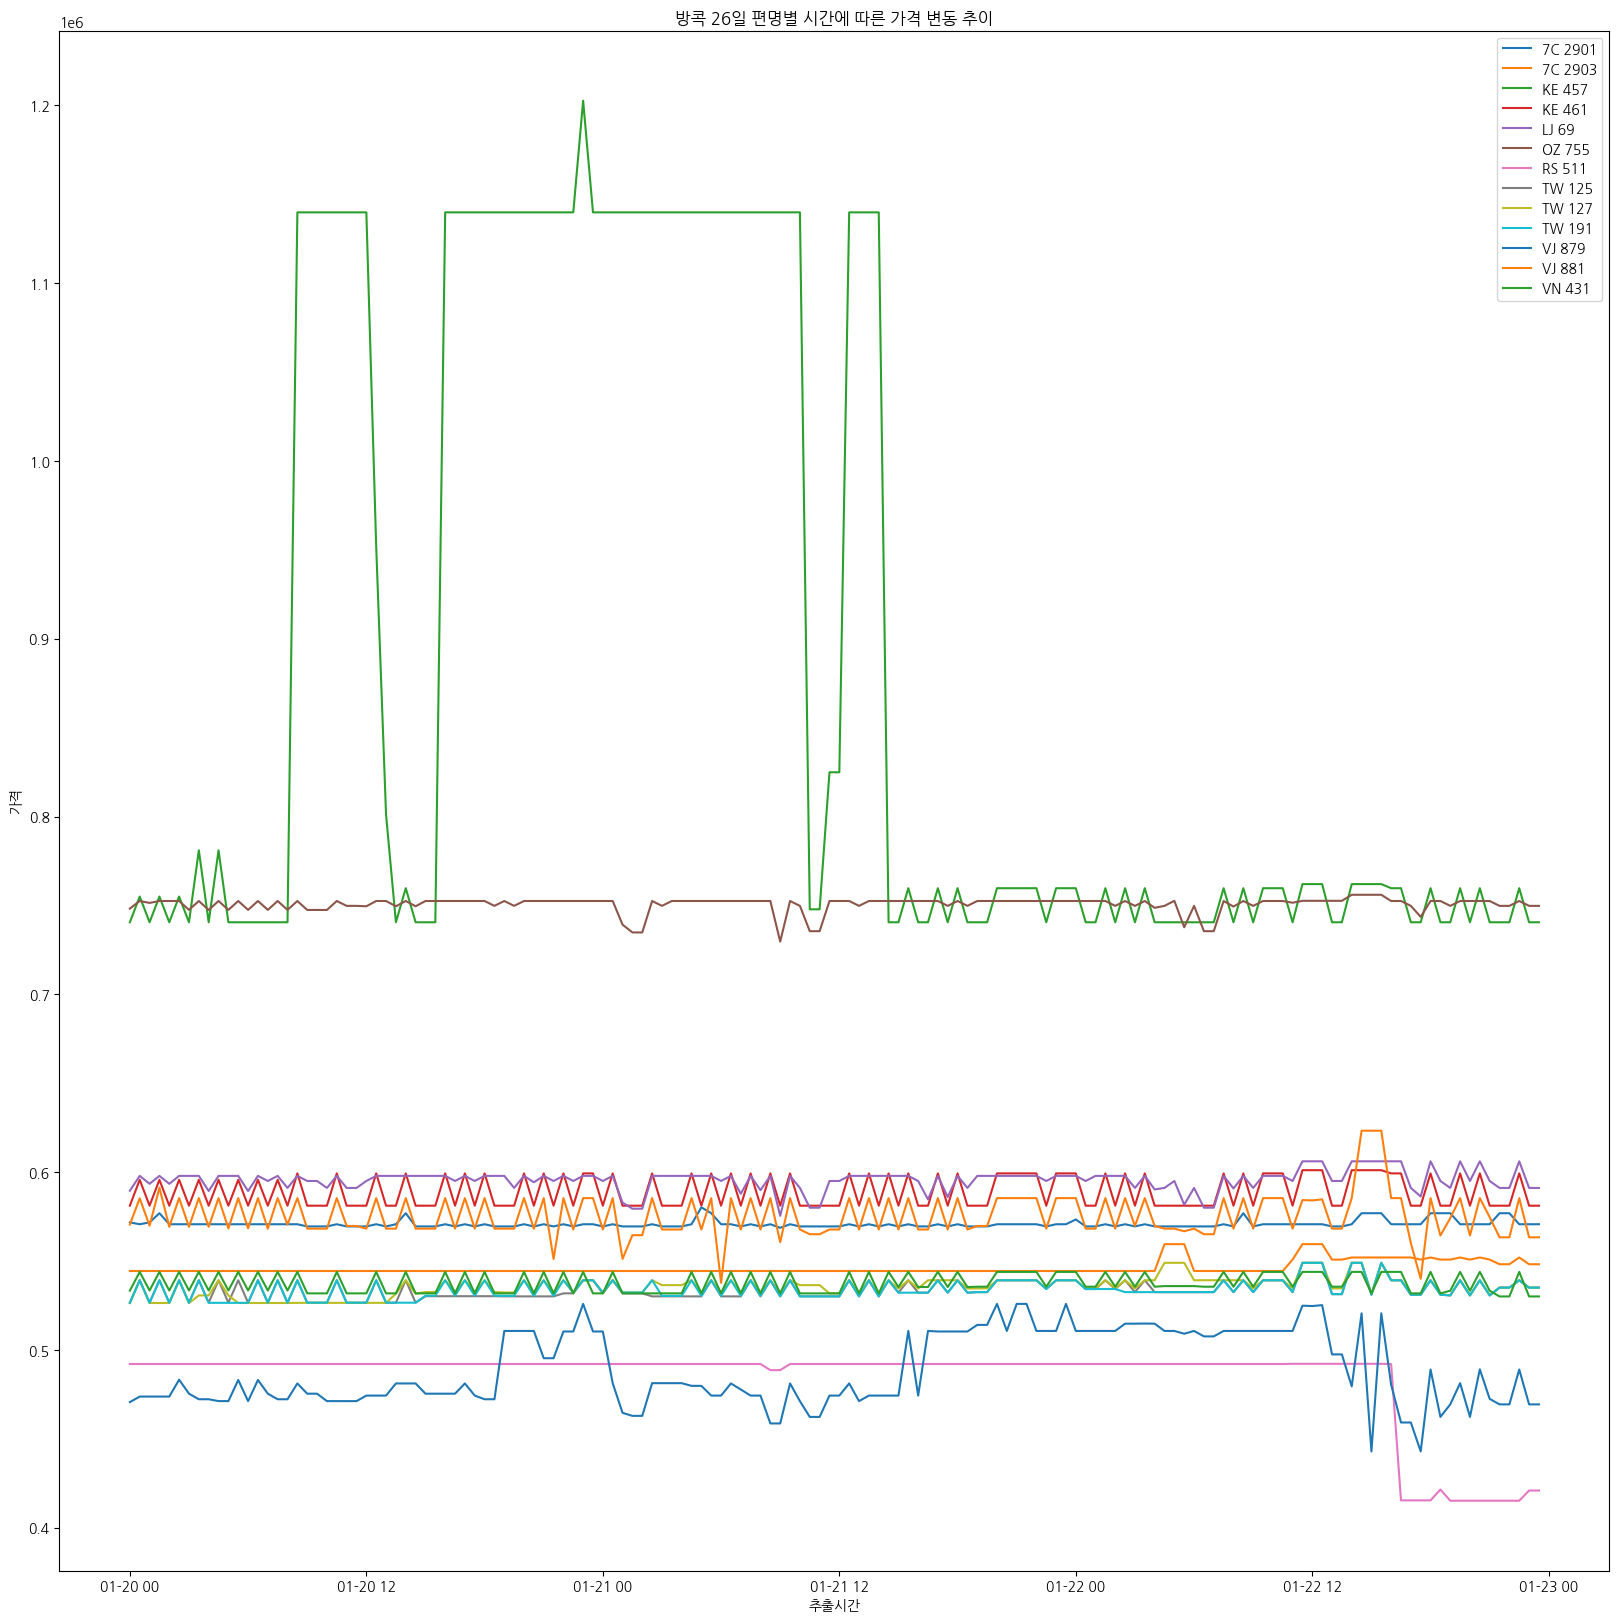 방콕 26일 편명별 시간에 따른 가격 변동 추이
1e6
7C 2901
7C 2903
KE 457
KE 461
LJ 69
OZ 755
RS 511
TW 125
TW 127
TW 191
VJ 879
VJ 881
VN 431
1.2
1.1
1.0
0.9
0.8
0.7
0.6
0.5
0.4
가격
01-20 00
01-20 12
01-21 00
01-21 12
01-22 00
01-22 12
01-23 00
추출시간